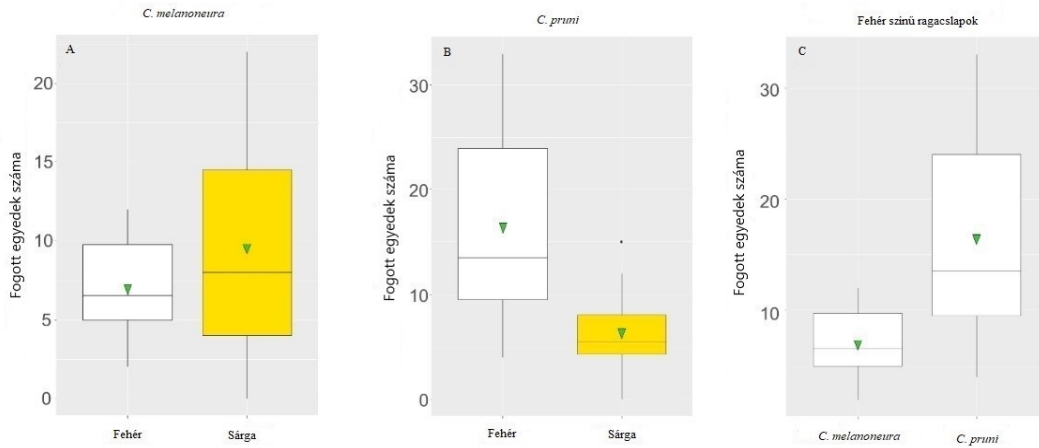 C. melanoneura
A
Fogott egyedek száma
20
15
10
5
0
Fehér
Sárga
C. pruni
B
Fogott egyedek száma
30
20
10
0
Fehér
Sárga
Fehér színű ragacslapok
C
Fogott egyedek száma
30
20
10
C. melanoneura
C. pruni